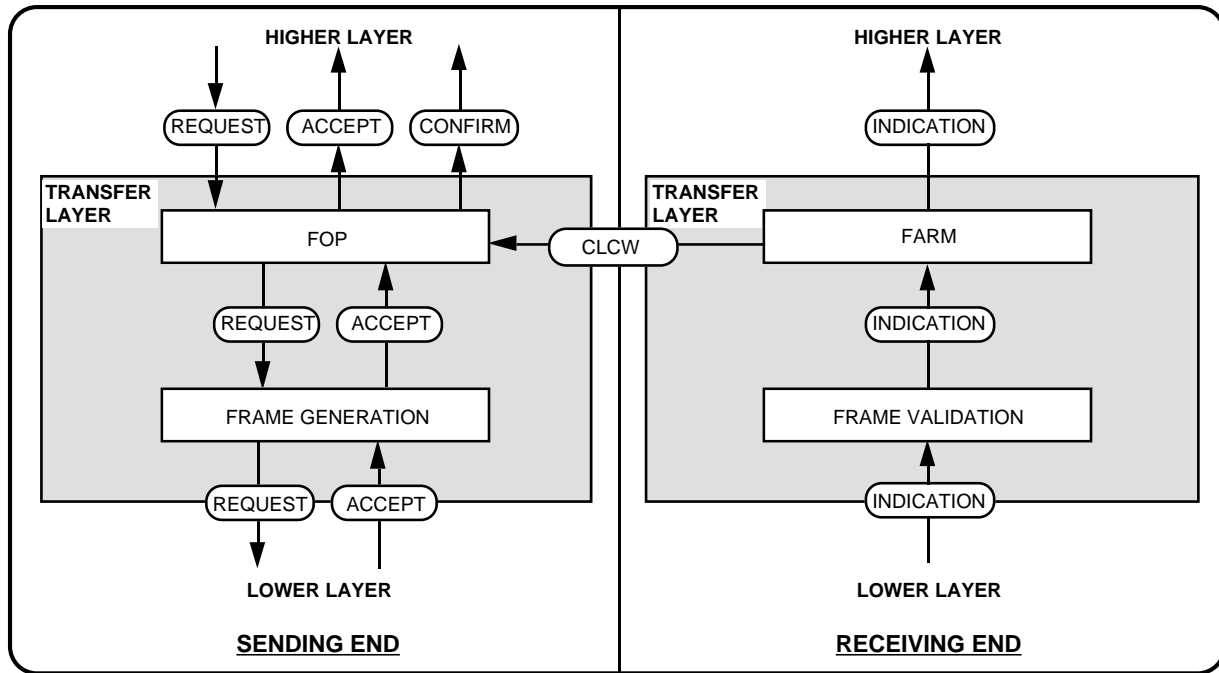 HIGHER LAYER
REQUEST
ACCEPT
CONFIRM
TRANSFER
LAYER
FOP
REQUEST
ACCEPT
FRAME GENERATION
REQUEST
ACCEPT
LOWER LAYER
SENDING END
CLCW
HIGHER LAYER
INDICATION
TRANSFER
LAYER
FARM
INDICATION
FRAME VALIDATION
INDICATION
LOWER LAYER
RECEIVING END